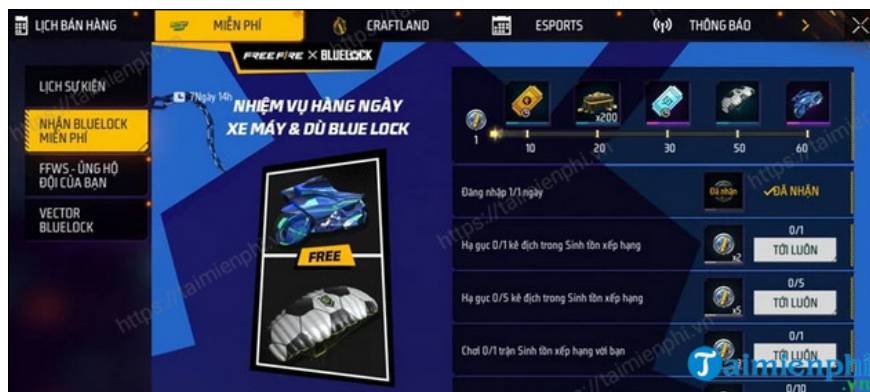 LỊCH BÁN HÀNG
MIỄN PHÍ
CRAFTLAND
ESPORTS
THÔNG BÁO
FREE FIRE × BLUELOCK
7Ngày 14h
NHIỆM VỤ HÀNG NGÀY
XE MÁY & DÙ BLUE LOCK
FREE
LỊCH SỰ KIỆN
NHẬN BLUELOCK
MIỄN PHÍ
FFWS - ỦNG HỘ
ĐỘI CỦA BẠN
VECTOR
BLUELOCK
x200
1
10
20
30
50
60
Đăng nhập 1/1 ngày
Đã nhận
ĐÃ NHẬN
Hạ gục 0/1 kẻ địch trong Sinh tồn xếp hạng
x2
0/1
TỚI LUÔN
Hạ gục 0/5 kẻ địch trong Sinh tồn xếp hạng
x5
0/5
TỚI LUÔN
Chơi 0/1 trận Sinh tồn xếp hạng với bạn
0/1
TỚI LUÔN
0/10
https://taimienphi.vn
Taimienphi
.vn